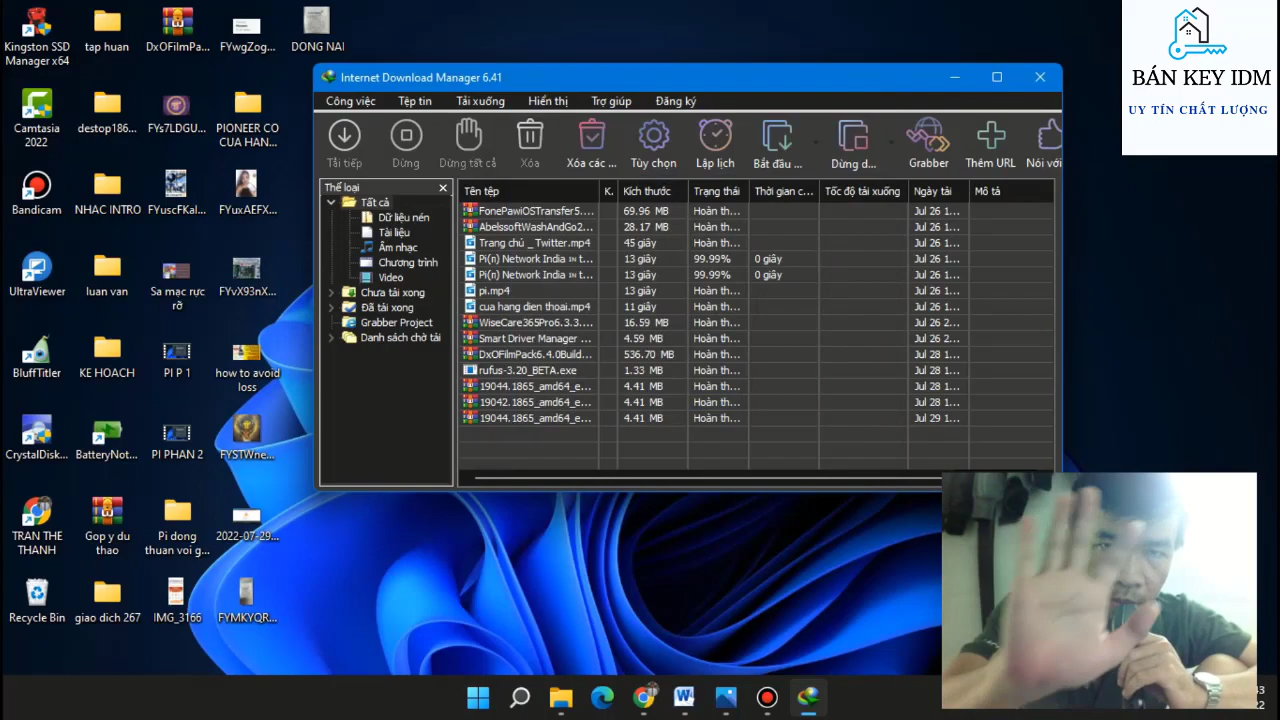 Kingston SSD
Manager x64
tap huan
DxOFilmPa...
FYwgZog...
DONG NAI
Camtasia
2022
destop186...
FYs7LDGU...
PIONEER CO
CUA HAN...
Bandicam
NHAC INTRO
FYuscFKal...
FYuxAEFX...
UltraViewer
luan van
Sa mạc rực
rỡ
FYvX93nX...
BluffTitler
KE HOACH
PI P 1
how to avoid
loss
CrystalDisk...
BatteryNot...
PI PHAN 2
FYSTWne...
TRAN THE
THANH
Gop y du
thao
Pi dong
thuan voi g...
2022-07-29...
Recycle Bin
giao dich 267
IMG_3166
FYMKYQR...
Internet Download Manager 6.41
Công việc Tệp tin Tải xuống Hiển thị Trợ giúp Đăng ký
Tải tiếp Dừng Dừng tất cả Xóa Xóa các ... Tùy chọn Lập lịch Bắt đầu ... Dừng d... Grabber Thêm URL Nói với
Thể loại
Tất cả
Dữ liệu nén
Tài liệu
Âm nhạc
Chương trình
Video
Chưa tải xong
Đã tải xong
Grabber Project
Danh sách chờ tải
Tên tệp K. Kích thước Trạng thái Thời gian c... Tốc độ tải xuống Ngày tải Mô tả
FonePawiOSTransfer5.... 69.96 MB Hoàn th... Jul 26 1...
AbelssoftWashAndGo2... 28.17 MB Hoàn th... Jul 26 1...
Trang chủ _ Twitter.mp4 45 giây Hoàn th... Jul 26 1...
Pi(π) Network India IN t... 13 giây 99.99% 0 giây Jul 26 1...
Pi(π) Network India IN t... 13 giây 99.99% 0 giây Jul 26 1...
pi.mp4 13 giây Hoàn th... Jul 26 1...
cua hang dien thoai.mp4 11 giây Hoàn th... Jul 26 1...
WiseCare365Pro6.3.3.... 16.59 MB Hoàn th... Jul 26 2...
Smart Driver Manager ... 4.59 MB Hoàn th... Jul 26 2...
DxOFilmPack6.4.0Build... 536.70 MB Hoàn th... Jul 28 1...
rufus-3.20_BETA.exe 1.33 MB Hoàn th... Jul 28 1...
19044.1865_amd64_e... 4.41 MB Hoàn th... Jul 28 1...
19042.1865_amd64_e... 4.41 MB Hoàn th... Jul 28 1...
19044.1865_amd64_e... 4.41 MB Hoàn th... Jul 29 1...
BÁN KEY IDM
UY TÍN CHẤT LƯỢNG